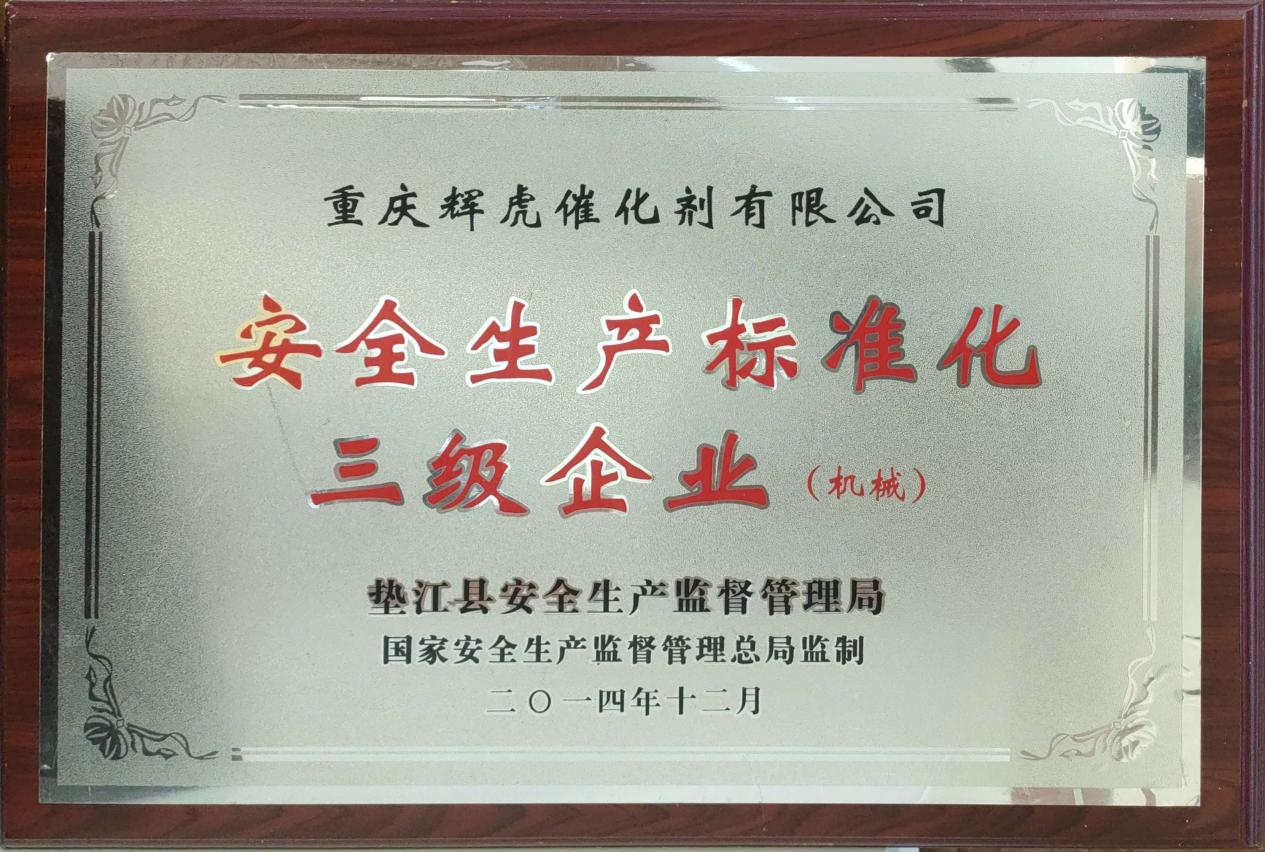 重庆辉虎催化剂有限公司
安全生产标准化
三级企业（机械）
垫江县安全生产监督管理局
国家安全生产监督管理总局监制
二〇一四年十二月